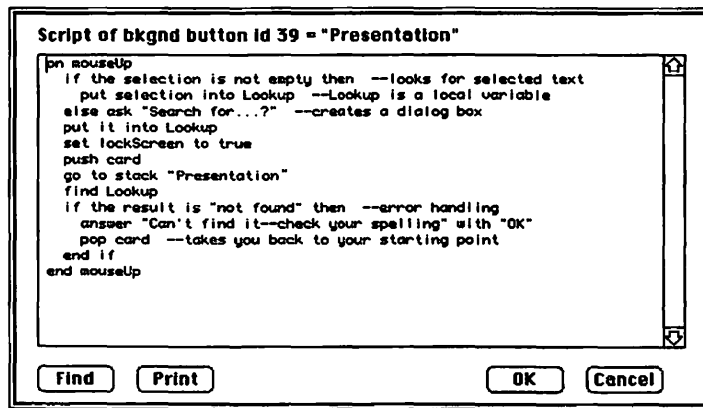 Script of bkgnd button id 39 = "Presentation"
on mouseUp
if the selection is not empty then --looks for selected text
put selection into Lookup --Lookup is a local variable
else ask "Search for...?" --creates a dialog box
put it into Lookup
set lockScreen to true
push card
go to stack "Presentation"
find Lookup
if the result is "not found" then --error handling
answer "Can't find it--check your spelling" with "OK"
pop card --takes you back to your starting point
end if
end mouseUp
Find Print OK Cancel